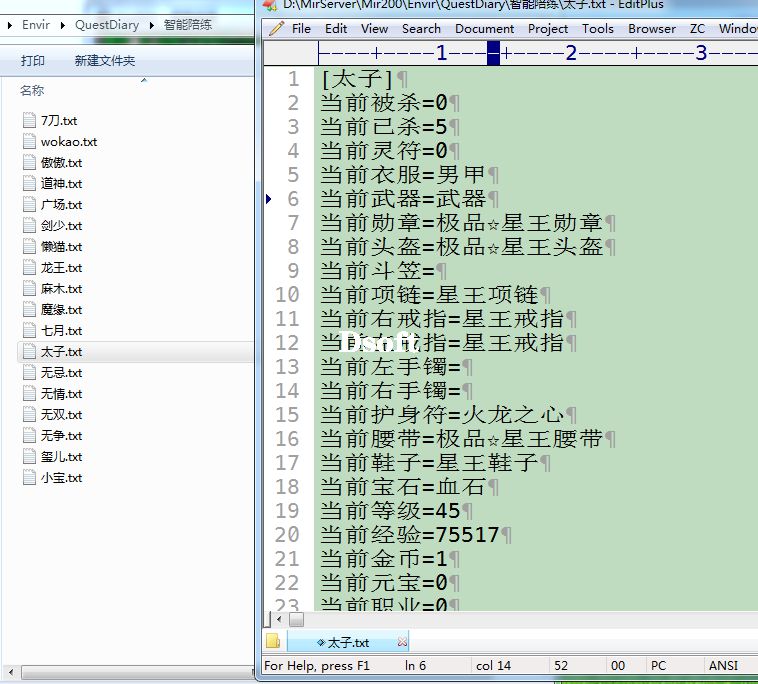 Envir ▸ QuestDiary ▸ 智能陪练
打印 新建文件夹
名称
7刀.txt
wokao.txt
傲傲.txt
道神.txt
广场.txt
剑少.txt
懒猫.txt
龙王.txt
麻木.txt
魔缘.txt
七月.txt
太子.txt
无忌.txt
无情.txt
无双.txt
无争.txt
玺儿.txt
小宝.txt
D:\MirServer\Mir200\Envir\QuestDiary\智能陪练\太子.txt - EditPlus
File Edit View Search Document Project Tools Browser ZC Windo
----+----1----+----2----+----3----
1 [太子]¶
2 当前被杀=0¶
3 当前已杀=5¶
4 当前灵符=0¶
5 当前衣服=男甲¶
6 当前武器=武器¶
7 当前勋章=极品☆星王勋章¶
8 当前头盔=极品☆星王头盔¶
9 当前斗笠=¶
10 当前项链=星王项链¶
11 当前右戒指=星王戒指¶
12 当前左戒指=星王戒指¶
Dsoft
13 当前左手镯=¶
14 当前右手镯=¶
15 当前护身符=火龙之心¶
16 当前腰带=极品☆星王腰带¶
17 当前鞋子=星王鞋子¶
18 当前宝石=血石¶
19 当前等级=45¶
20 当前经验=75517¶
21 当前金币=1¶
22 当前元宝=0¶
23 当前职业=0¶
太子.txt
For Help, press F1 ln 6 col 14 52 00 PC ANSI